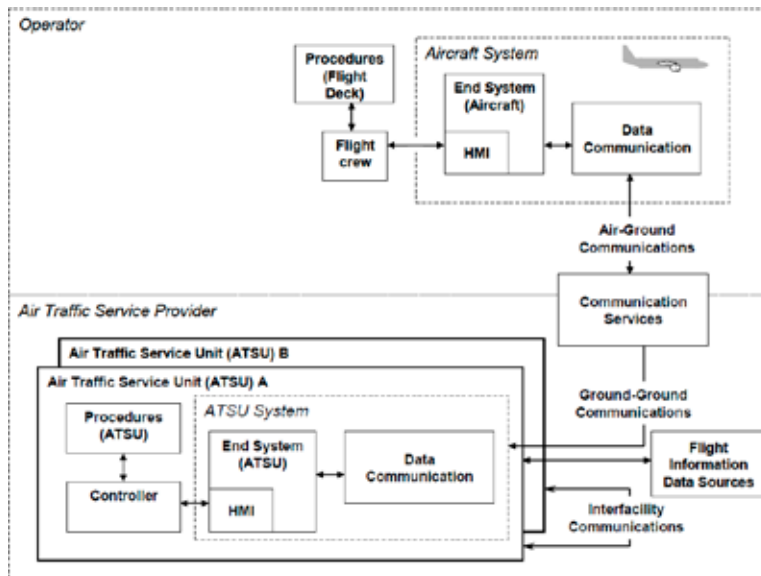 Operator
Procedures
(Flight
Deck)
Flight
crew
Aircraft System
End System
(Aircraft)
HMI
Data
Communication
Air-Ground
Communications
Communication
Services
Air Traffic Service Provider
Air Traffic Service Unit (ATSU) B
Air Traffic Service Unit (ATSU) A
Procedures
(ATSU)
Controller
ATSU System
End System
(ATSU)
HMI
Data
Communication
Ground-Ground
Communications
Flight
Information
Data Sources
Interfacility
Communications